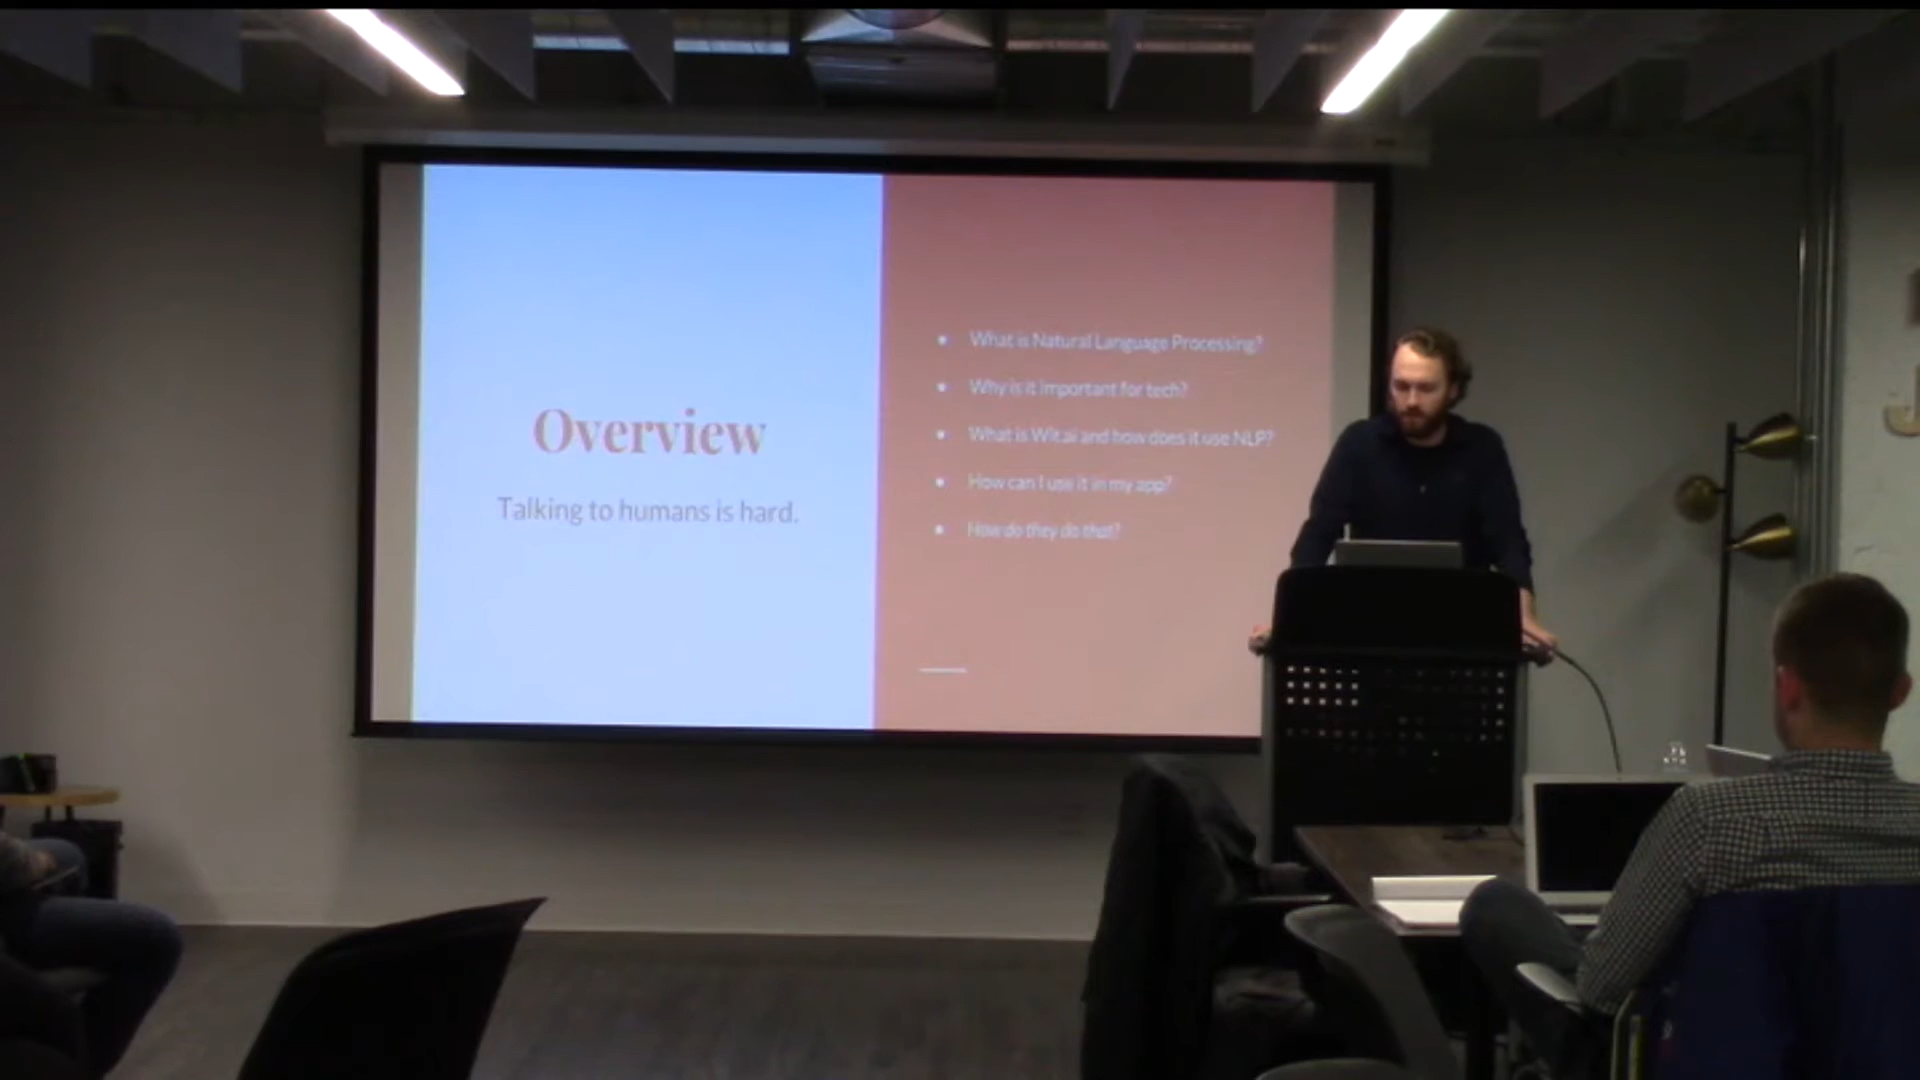 Overview
Talking to humans is hard.
What is Natural Language Processing?
Why is it important for tech?
What is Wit.ai and how does it use NLP?
How can I use it in my app?
How do they do that?